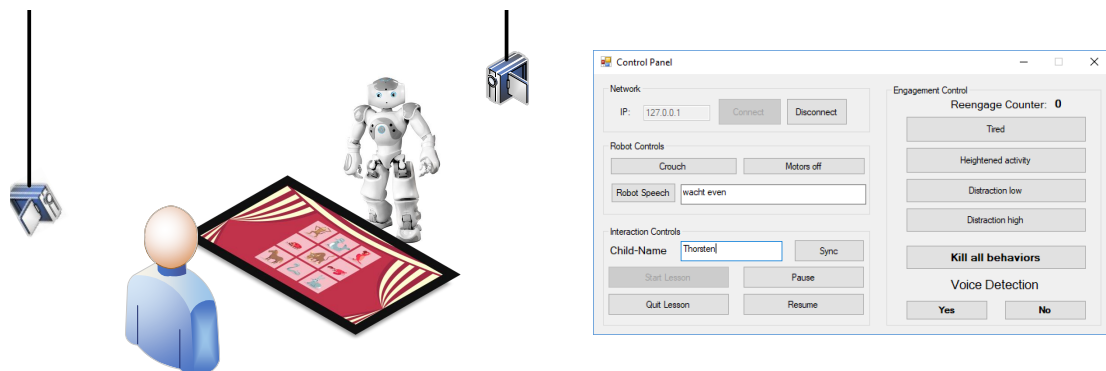 Control Panel
Network
IP: 127.0.0.1 Connect Disconnect
Robot Controls
Crouch Motors off
Robot Speech wacht even
Interaction Controls
Child-Name Thorsten Sync
Start Lesson Pause
Quit Lesson Resume
Engagement Control
Reengage Counter: 0
Tired
Heightened activity
Distraction low
Distraction high
Kill all behaviors
Voice Detection
Yes No